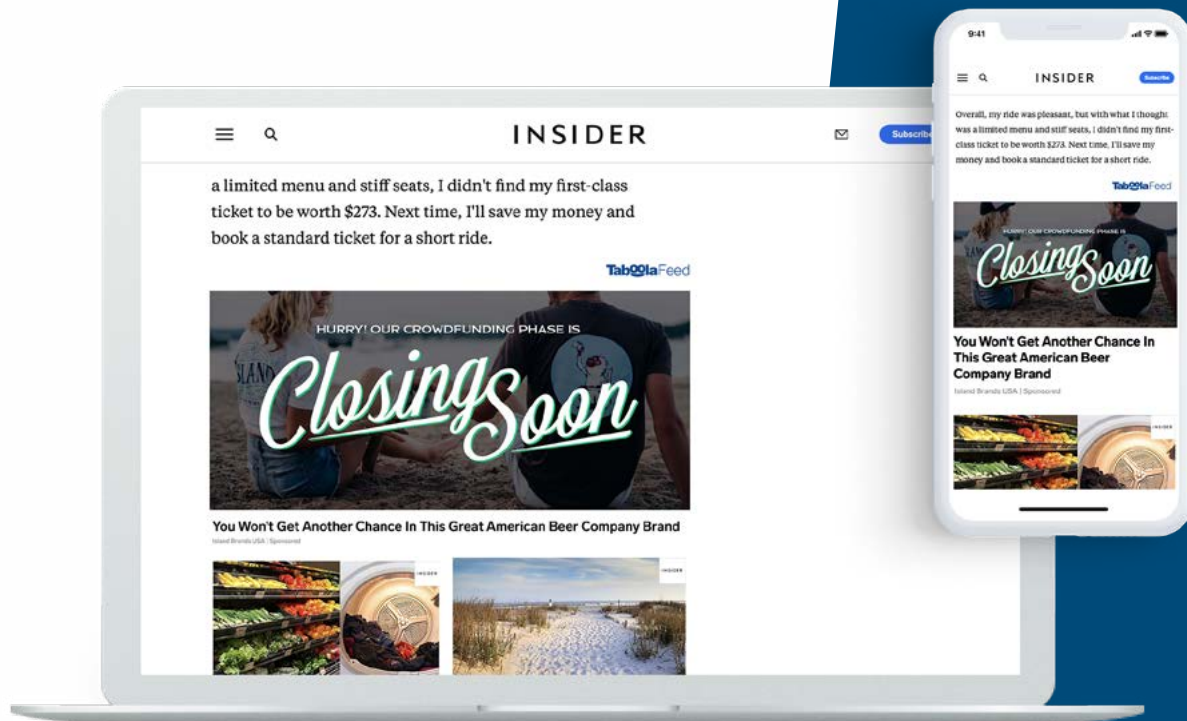 INSIDER
Subscribe
a limited menu and stiff seats, I didn't find my first-class
ticket to be worth $273. Next time, I'll save my money and
book a standard ticket for a short ride.
Taboola Feed
ISLAND
HURRY! OUR CROWDFUNDING PHASE IS
Closing Soon
You Won't Get Another Chance In This Great American Beer Company Brand
Island Brands USA | Sponsored
INSIDER
INSIDER
9:41
INSIDER
Subscribe
Overall, my ride was pleasant, but with what I thought
was a limited menu and stiff seats, I didn't find my first-
class ticket to be worth $273. Next time, I'll save my
money and book a standard ticket for a short ride.
Taboola Feed
HURRY! OUR CROWDFUNDING PHASE IS
Closing Soon
You Won't Get Another Chance In
This Great American Beer
Company Brand
Island Brands USA | Sponsored
INSIDER